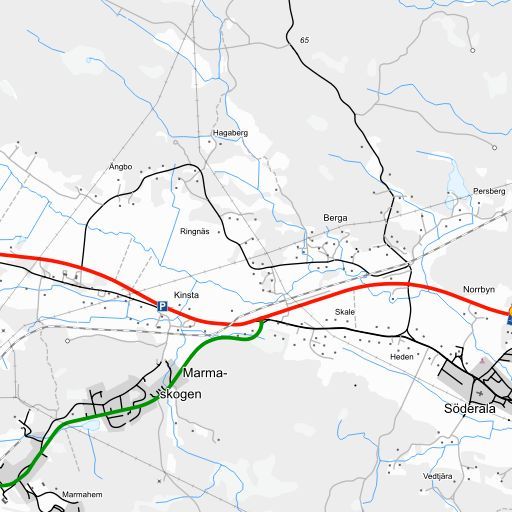 65
Hagaberg
Ängbo
Persberg
Berga
Ringnäs
Norrbyn
Kinsta
P
Skale
Heden
Marma-
skogen
Söderala
Vedtjära
Marmahem